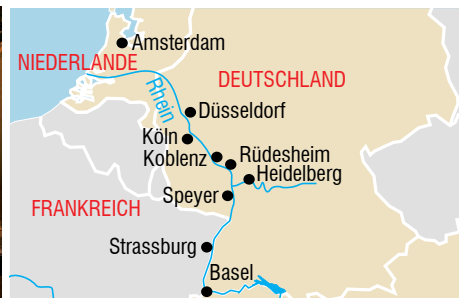 Amsterdam
NIEDERLANDE
DEUTSCHLAND
Rhein
Düsseldorf
Köln
Koblenz
Rüdesheim
Heidelberg
Speyer
FRANKREICH
Strassburg
Basel